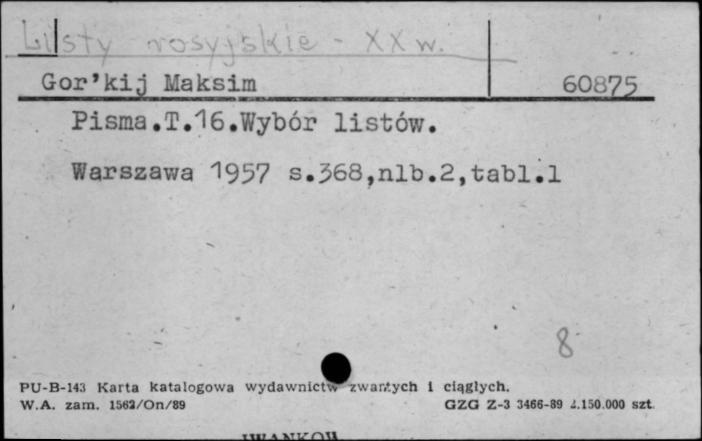 Listy rosyjskie - XX w.
Gor'kij Maksim 60875
Pisma.T.16.Wybór listów.
Warszawa 1957 s.368,nlb.2,tabl.1
8
PU-B-143 Karta katalogowa wydawnictw zwartych i ciągłych.
W.A. zam. 1562/On/89 GZG Z-3 3466-89 2.150.000 szt.